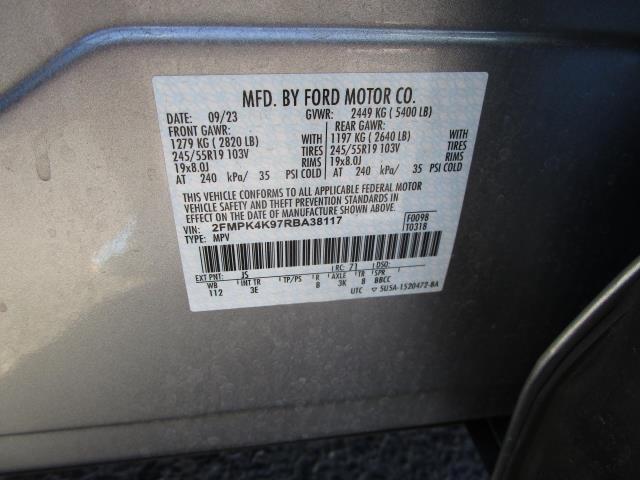 MFD. BY FORD MOTOR CO.
DATE: 09/23 GVWR: 2449 KG ( 5400 LB)
FRONT GAWR: REAR GAWR:
1279 KG ( 2820 LB) WITH 1197 KG ( 2640 LB) WITH
245/55R19 103V TIRES 245/55R19 103V TIRES
19x8.0J RIMS 19x8.0J RIMS
AT 240 kPa/ 35 PSI COLD AT 240 kPa/ 35 PSI COLD
THIS VEHICLE CONFORMS TO ALL APPLICABLE FEDERAL MOTOR
VEHICLE SAFETY AND THEFT PREVENTION STANDARDS IN
EFFECT ON THE DATE OF MANUFACTURE SHOWN ABOVE.
VIN: 2FMPK4K97RBA38117 F0098
TYPE: MPV T0318
EXT PNT: JS RC: 71 DSO:
WB INT TR TP/PS R AXLE TR SPR
112 3E 8 3K 8 BBCC
UTC ▽ 5U5A-1520472-BA